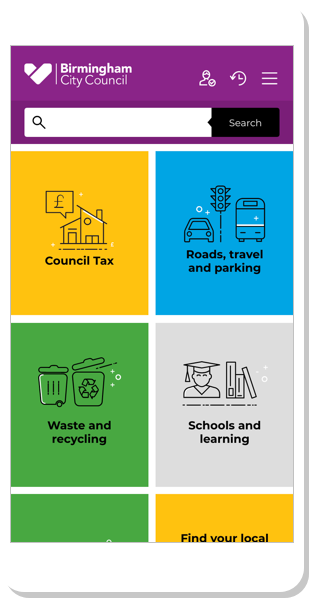 Birmingham
City Council
Search
£
Council Tax
Roads, travel
and parking
Waste and
recycling
Schools and
learning
Find your local